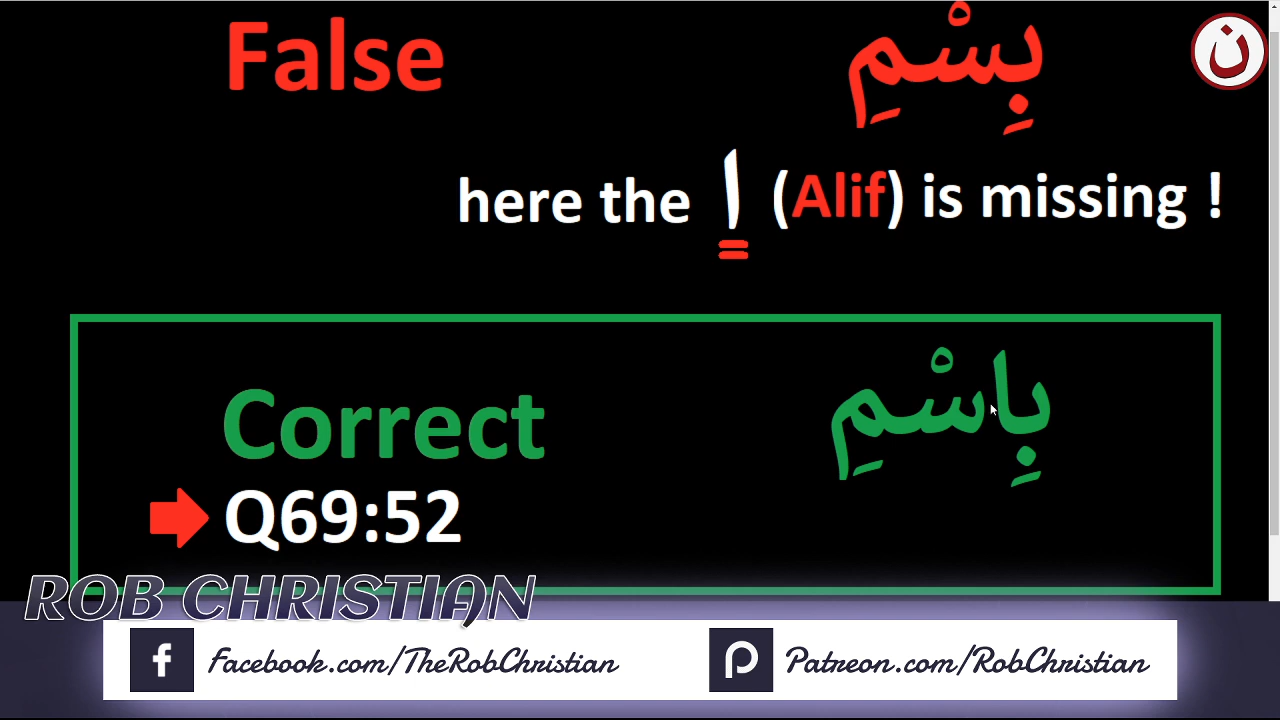 False بِسْمِ
ن
here the ا (Alif) is missing !
Correct بِاسْمِ
Q69:52
ROB CHRISTIAN
f Facebook.com/TheRobChristian
Patreon.com/RobChristian